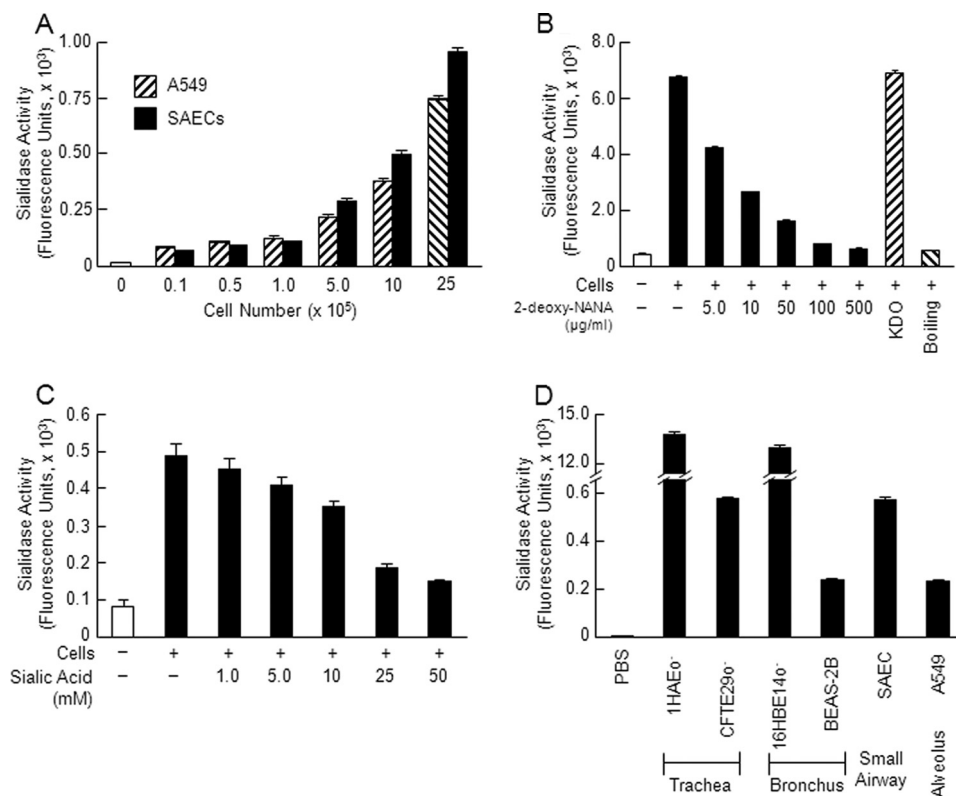 A
Sialidase Activity
(Fluorescence Units, x 10³)
1.00
0.75
0.50
0.25
0
A549
SAECs
0 0.1 0.5 1.0 5.0 10 25
Cell Number (x 10⁵)
B
Sialidase Activity
(Fluorescence Units, x 10³)
8.0
6.0
4.0
2.0
0
Cells – + + + + + + + +
2-deoxy-NANA – – 5.0 10 50 100 500 KDO Boiling
(µg/ml)
C
Sialidase Activity
(Fluorescence Units, x 10³)
0.6
0.5
0.4
0.3
0.2
0.1
0
Cells – + + + + + +
Sialic Acid – – 1.0 5.0 10 25 50
(mM)
D
Sialidase Activity
(Fluorescence Units, x 10³)
15.0
12.0
0.6
0.4
0.2
0
PBS 1HAEo⁻ CFTE29o⁻ 16HBE14o⁻ BEAS-2B SAEC A549
Trachea Bronchus Small
Airway Alveolus